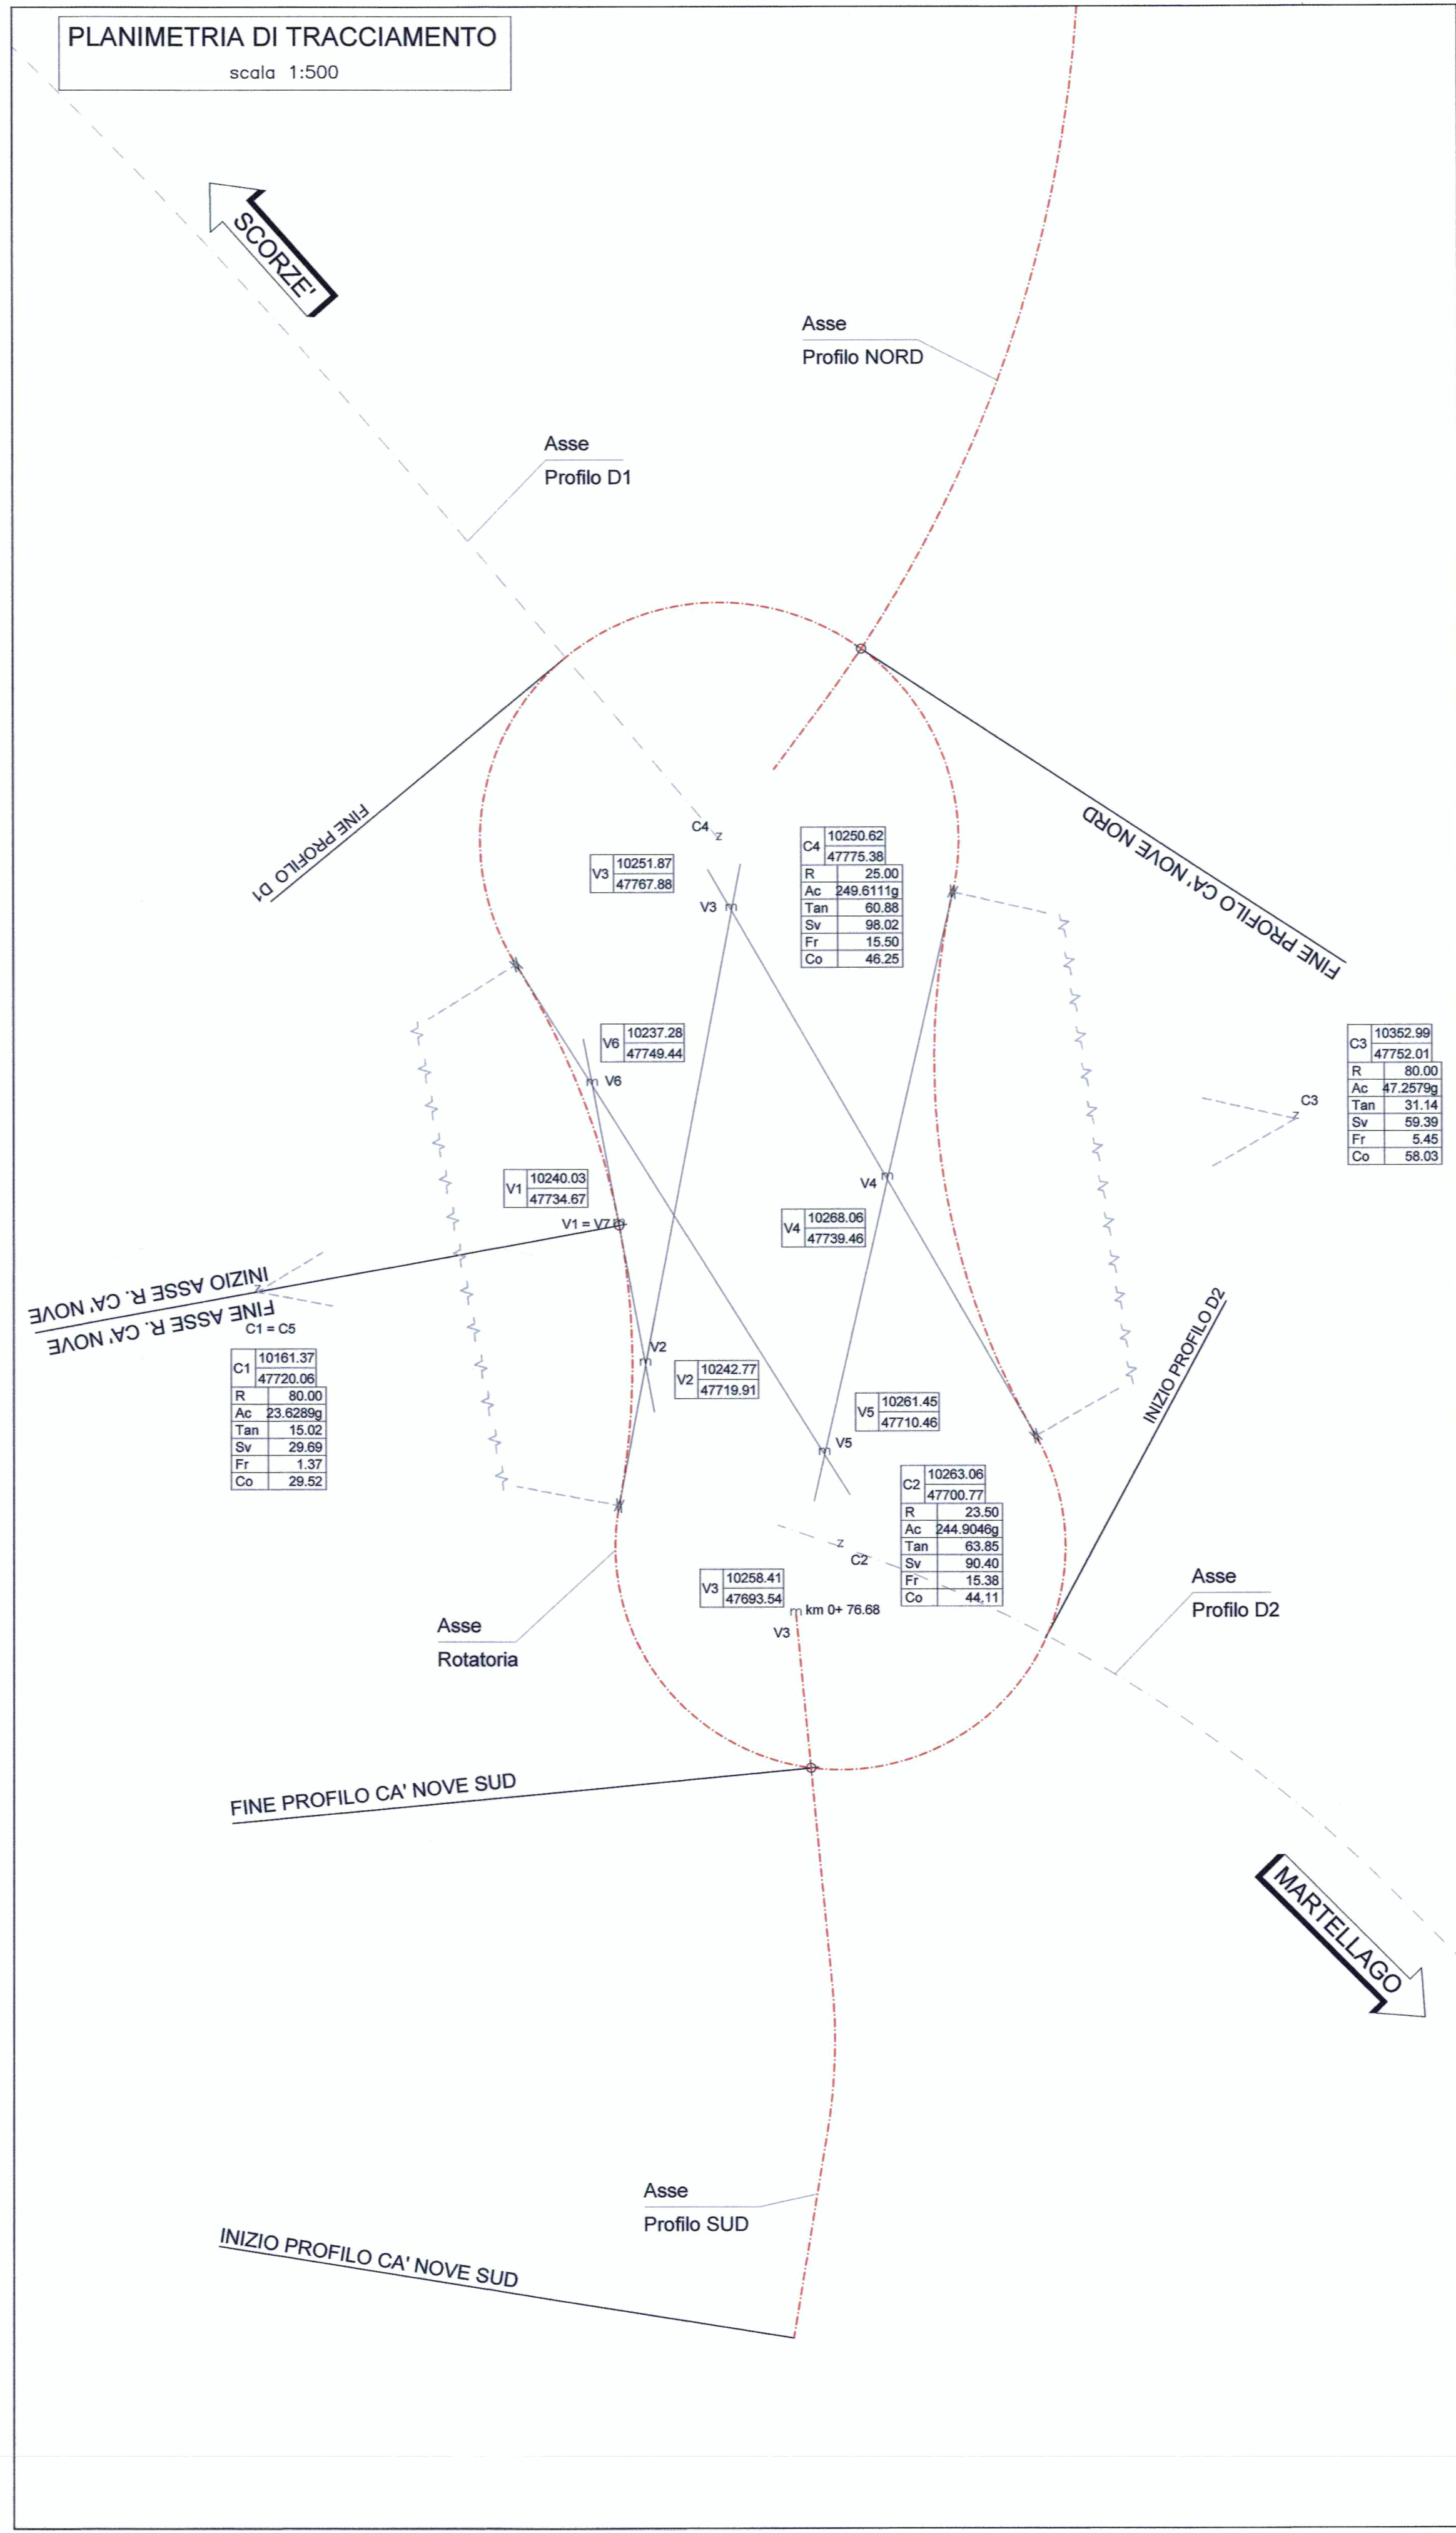 PLANIMETRIA DI TRACCIAMENTO
scala 1:500
SCORZE'
Asse
Profilo NORD
Asse
Profilo D1
FINE PROFILO D1
FINE PROFILO CA' NOVE NORD
C4
z
C4
10250.62
47775.38
R 25.00
Ac 249.6111g
Tan 60.88
Sv 98.02
Fr 15.50
Co 46.25
V3
10251.87
47767.88
V3 m
V6
10237.28
47749.44
m V6
C3
10352.99
47752.01
R 80.00
Ac 47.2579g
Tan 31.14
Sv 59.39
Fr 5.45
Co 58.03
C3
z
V1
10240.03
47734.67
V1 = V7 m
V4 m
V4
10268.06
47739.46
INIZIO ASSE R. CA' NOVE
FINE ASSE R. CA' NOVE
z
C1 = C5
C1
10161.37
47720.06
R 80.00
Ac 23.6289g
Tan 15.02
Sv 29.69
Fr 1.37
Co 29.52
V2
m
V2
10242.77
47719.91
INIZIO PROFILO D2
V5
10261.45
47710.46
m V5
C2
10263.06
47700.77
R 23.50
Ac 244.9046g
Tan 63.85
Sv 90.40
Fr 15.38
Co 44.11
z
C2
V3
10258.41
47693.54
m km 0+ 76.68
V3
Asse
Rotatoria
Asse
Profilo D2
FINE PROFILO CA' NOVE SUD
MARTELLAGO
Asse
Profilo SUD
INIZIO PROFILO CA' NOVE SUD